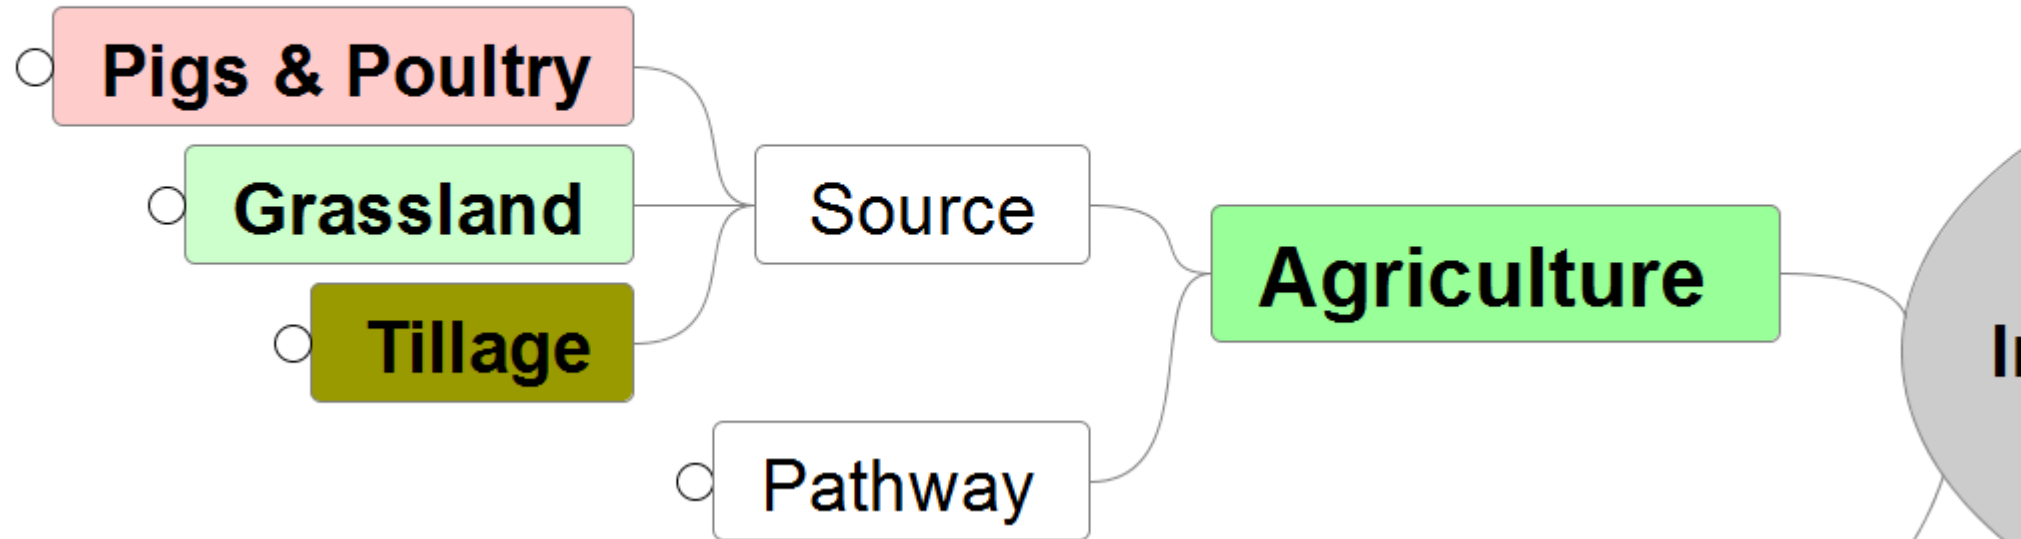 Pigs & Poultry
Grassland
Source
Agriculture
Tillage
Pathway